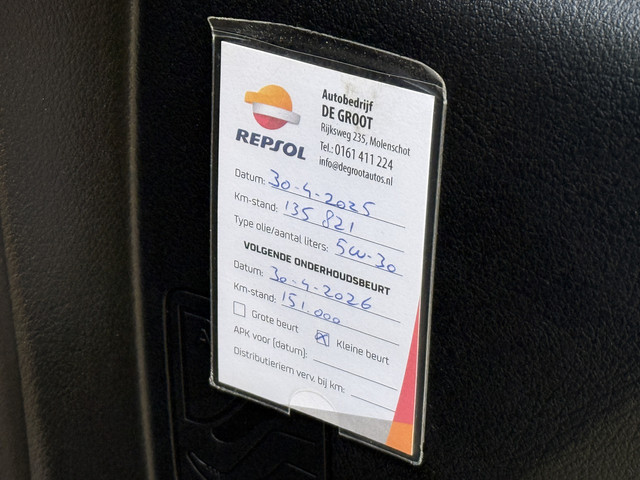 REPSOL
Autobedrijf
DE GROOT
Rijksweg 235, Molenschot
Tel.: 0161 411 224
info@degrootautos.nl
Datum: 30-4-2025
Km-stand: 135 821
Type olie/aantal liters: 5w-30
VOLGENDE ONDERHOUDSBEURT
Datum: 30-4-2026
Km-stand: 151.000
Grote beurt Kleine beurt
APK voor (datum):
Distributieriem verv. bij km: